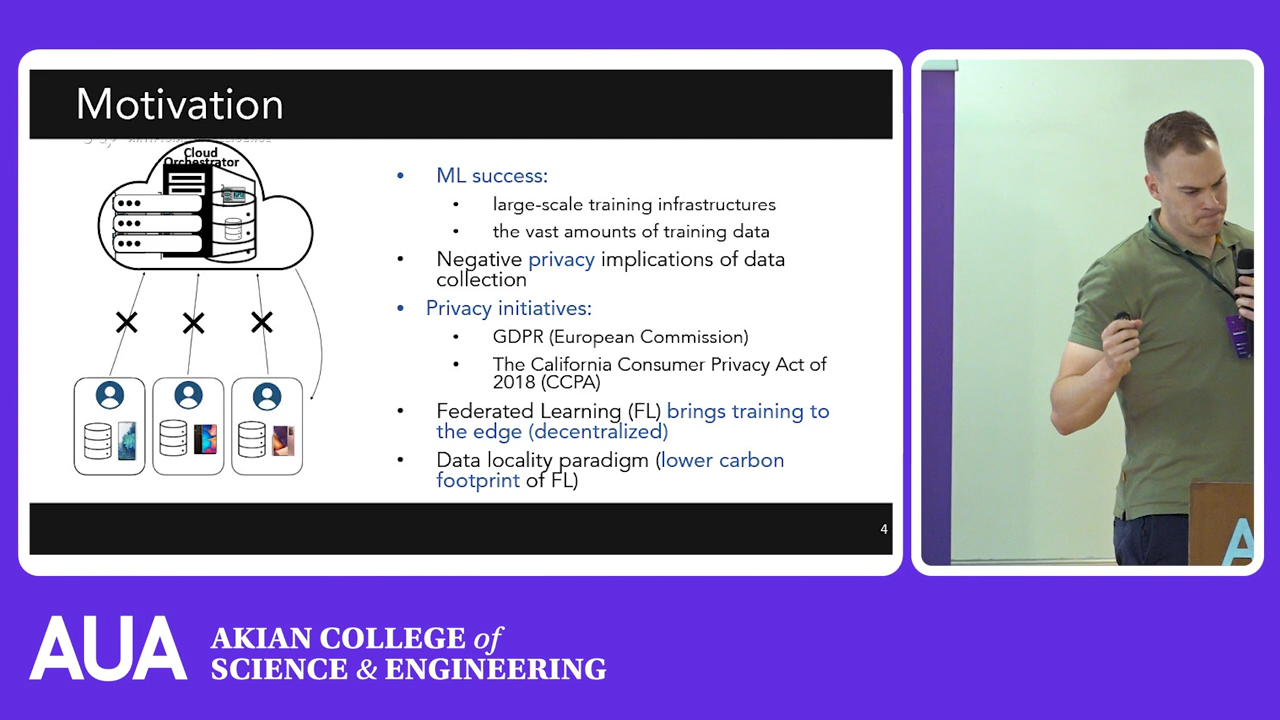 Motivation
Cloud
Orchestrator
• ML success:
• large-scale training infrastructures
• the vast amounts of training data
• Negative privacy implications of data
collection
• Privacy initiatives:
• GDPR (European Commission)
• The California Consumer Privacy Act of
2018 (CCPA)
• Federated Learning (FL) brings training to
the edge (decentralized)
• Data locality paradigm (lower carbon
footprint of FL)
4
A
AUA
AKIAN COLLEGE of
SCIENCE & ENGINEERING